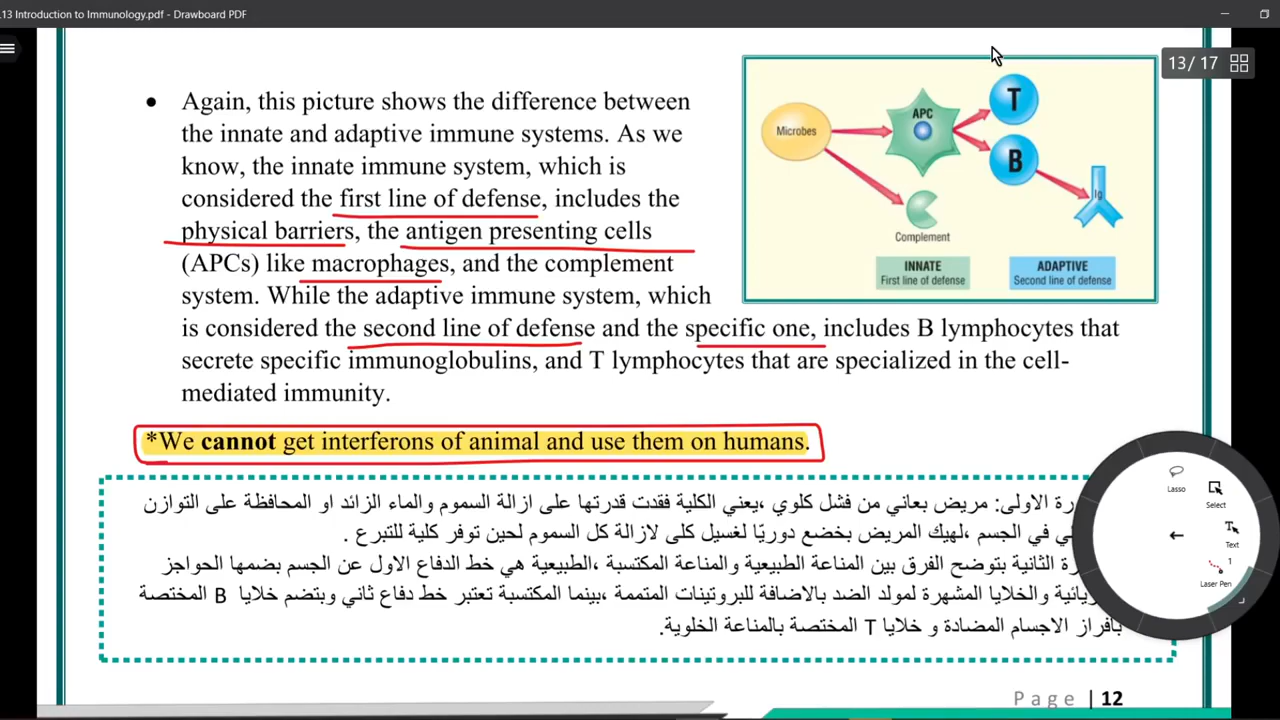 .13 Introduction to Immunology.pdf - Drawboard PDF
13/ 17
• Again, this picture shows the difference between
the innate and adaptive immune systems. As we
know, the innate immune system, which is
considered the first line of defense, includes the
physical barriers, the antigen presenting cells
(APCs) like macrophages, and the complement
system. While the adaptive immune system, which
is considered the second line of defense and the specific one, includes B lymphocytes that
secrete specific immunoglobulins, and T lymphocytes that are specialized in the cell-
mediated immunity.
Microbes
APC
T
B
Ig
Complement
INNATE
First line of defense
ADAPTIVE
Second line of defense
*We cannot get interferons of animal and use them on humans.
الاولى: مريض بعاني من فشل كلوي ،يعني الكلية فقدت قدرتها على ازالة السموم والماء الزائد او المحافظة على التوازن
في الجسم ،لهيك المريض بخضع دوريًا لغسيل كلى لازالة كل السموم لحين توفر كلية للتبرع .
الثانية بتوضح الفرق بين المناعة الطبيعية والمناعة المكتسبة ،الطبيعية هي خط الدفاع الاول عن الجسم بضمها الحواجز
والخلايا المشهرة لمولد الضد بالاضافة للبروتينات المتممة ،بينما المكتسبة تعتبر خط دفاع ثاني وبتضم خلايا B المختصة
بأفراز الاجسام المضادة و خلايا T المختصة بالمناعة الخلوية.
Lasso
Select
Text
1
Laser Pen
Page | 12